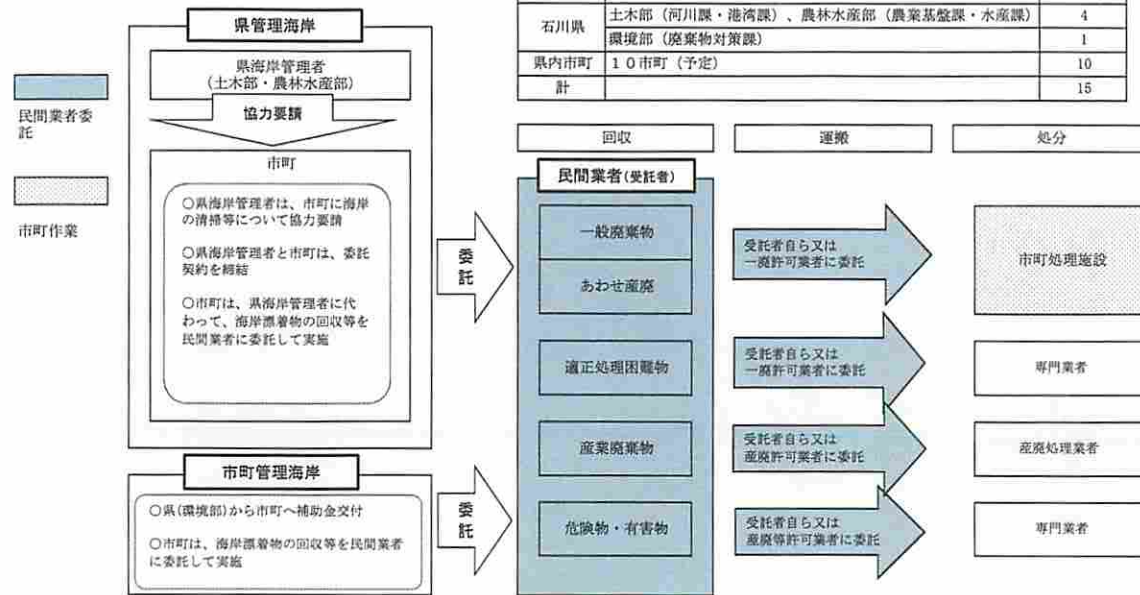 石川県
土木部（河川課・港湾課）、農林水産部（農業基盤課・水産課）
4
環境部（廃棄物対策課）
1
県内市町
１０市町（予定）
10
計
15
民間業者委
託
市町作業
県管理海岸
県海岸管理者
（土木部・農林水産部）
協力要請
市町
○県海岸管理者は、市町に海岸
の清掃等について協力要請
○県海岸管理者と市町は、委託
契約を締結
○市町は、県海岸管理者に代
わって、海岸漂着物の回収等を
民間業者に委託して実施
市町管理海岸
○県(環境部)から市町へ補助金交付
○市町は、海岸漂着物の回収等を民間業者
に委託して実施
委託
委託
回収
運搬
処分
民間業者(受託者)
一般廃棄物
あわせ産廃
受託者自ら又は
一廃許可業者に委託
市町処理施設
適正処理困難物
受託者自ら又は
一廃許可業者に委託
専門業者
産業廃棄物
受託者自ら又は
産廃許可業者に委託
産廃処理業者
危険物・有害物
受託者自ら又は
産廃等許可業者に委託
専門業者